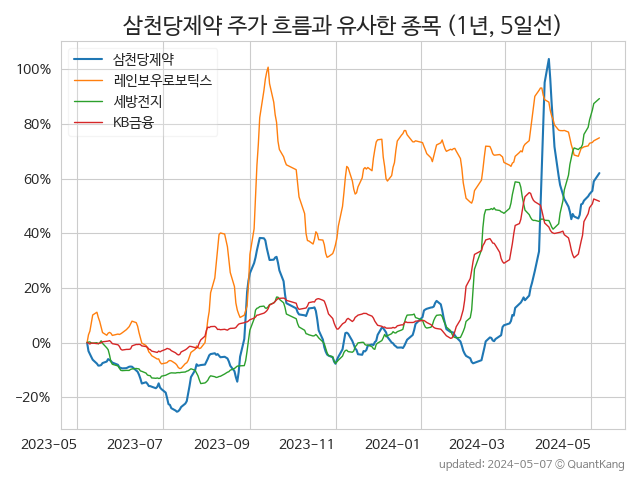 삼천당제약 주가 흐름과 유사한 종목 (1년, 5일선)
삼천당제약
레인보우로보틱스
세방전지
KB금융
100%
80%
60%
40%
20%
0%
−20%
2023-05 2023-07 2023-09 2023-11 2024-01 2024-03 2024-05
updated: 2024-05-07 © QuantKang